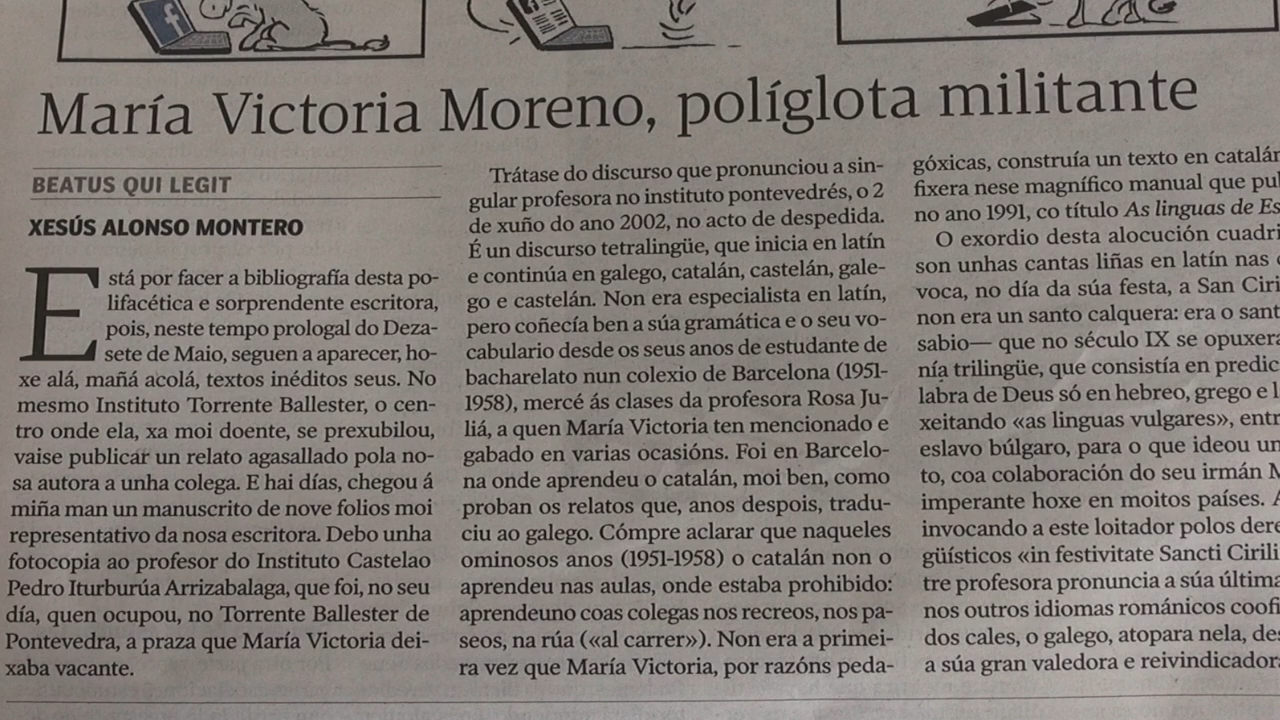 María Victoria Moreno, políglota militante
BEATUS QUI LEGIT
XESÚS ALONSO MONTERO
Está por facer a bibliografía desta po-
lifacética e sorprendente escritora,
pois, neste tempo prologal do Deza-
sete de Maio, seguen a aparecer, ho-
xe alá, mañá acolá, textos inéditos seus. No
mesmo Instituto Torrente Ballester, o cen-
tro onde ela, xa moi doente, se prexubilou,
vaise publicar un relato agasallado pola no-
sa autora a unha colega. E hai días, chegou á
miña man un manuscrito de nove folios moi
representativo da nosa escritora. Debo unha
fotocopia ao profesor do Instituto Castelao
Pedro Iturburúa Arrizabalaga, que foi, no seu
día, quen ocupou, no Torrente Ballester de
Pontevedra, a praza que María Victoria dei-
xaba vacante.
Trátase do discurso que pronunciou a sin-
gular profesora no instituto pontevedrés, o 2
de xuño do ano 2002, no acto de despedida.
É un discurso tetralingüe, que inicia en latín
e continúa en galego, catalán, castelán, gale-
go e castelán. Non era especialista en latín,
pero coñecía ben a súa gramática e o seu vo-
cabulario desde os seus anos de estudante de
bacharelato nun colexio de Barcelona (1951-
1958), mercé ás clases da profesora Rosa Ju-
liá, a quen María Victoria ten mencionado e
gabado en varias ocasións. Foi en Barcelo-
na onde aprendeu o catalán, moi ben, como
proban os relatos que, anos despois, tradu-
ciu ao galego. Cómpre aclarar que naqueles
ominosos anos (1951-1958) o catalán non o
aprendeu nas aulas, onde estaba prohibido:
aprendeuno coas colegas nos recreos, nos pa-
seos, na rúa («al carrer»). Non era a primei-
ra vez que María Victoria, por razóns peda-
góxicas, construía un texto en catalán
fixera nese magnífico manual que pu
no ano 1991, co título As linguas de Es
O exordio desta alocución cuadri
son unhas cantas liñas en latín nas
voca, no día da súa festa, a San Ciri
non era un santo calquera: era o sant
sabio— que no século IX se opuxera
nía trilingüe, que consistía en predic
labra de Deus só en hebreo, grego e l
xeitando «as linguas vulgares», entr
eslavo búlgaro, para o que ideou un
to, coa colaboración do seu irmán M
imperante hoxe en moitos países. A
invocando a este loitador polos dere
güísticos «in festivitate Sancti Cirili
tre profesora pronuncia a súa última
nos outros idiomas románicos coofi
dos cales, o galego, atopara nela, des
a súa gran valedora e reivindicadora